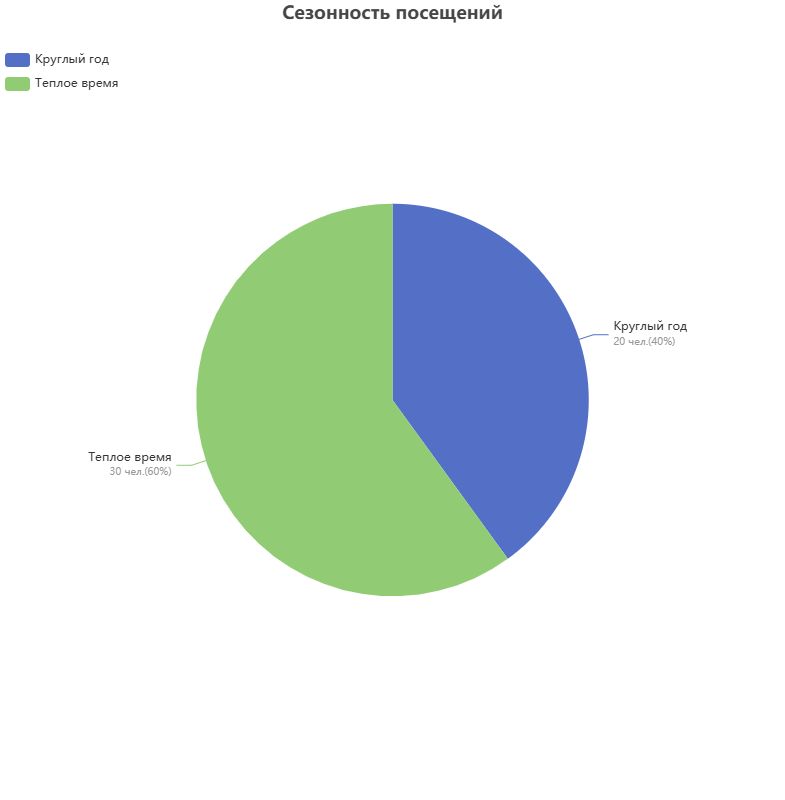 Сезонность посещений
Круглый год
Теплое время
Круглый год
20 чел.(40%)
Теплое время
30 чел.(60%)